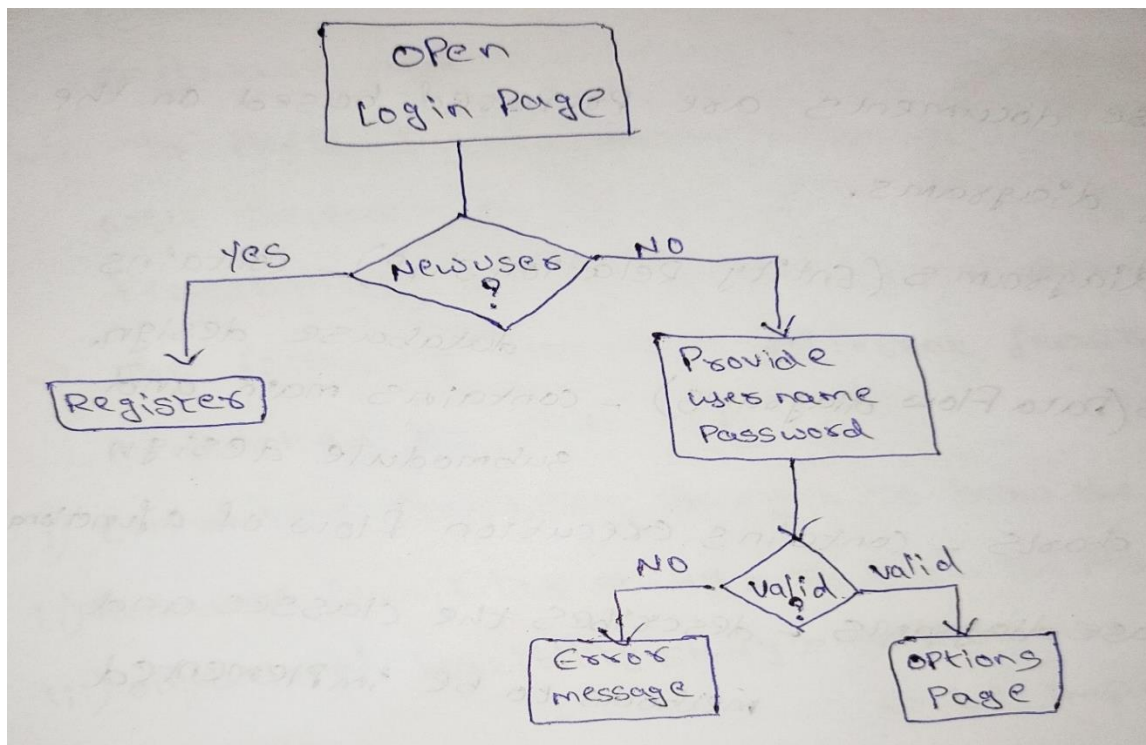 Open
Login Page
New user
?
Yes
NO
Register
Provide
user name
Password
valid
?
NO
valid
Error
message
options
Page